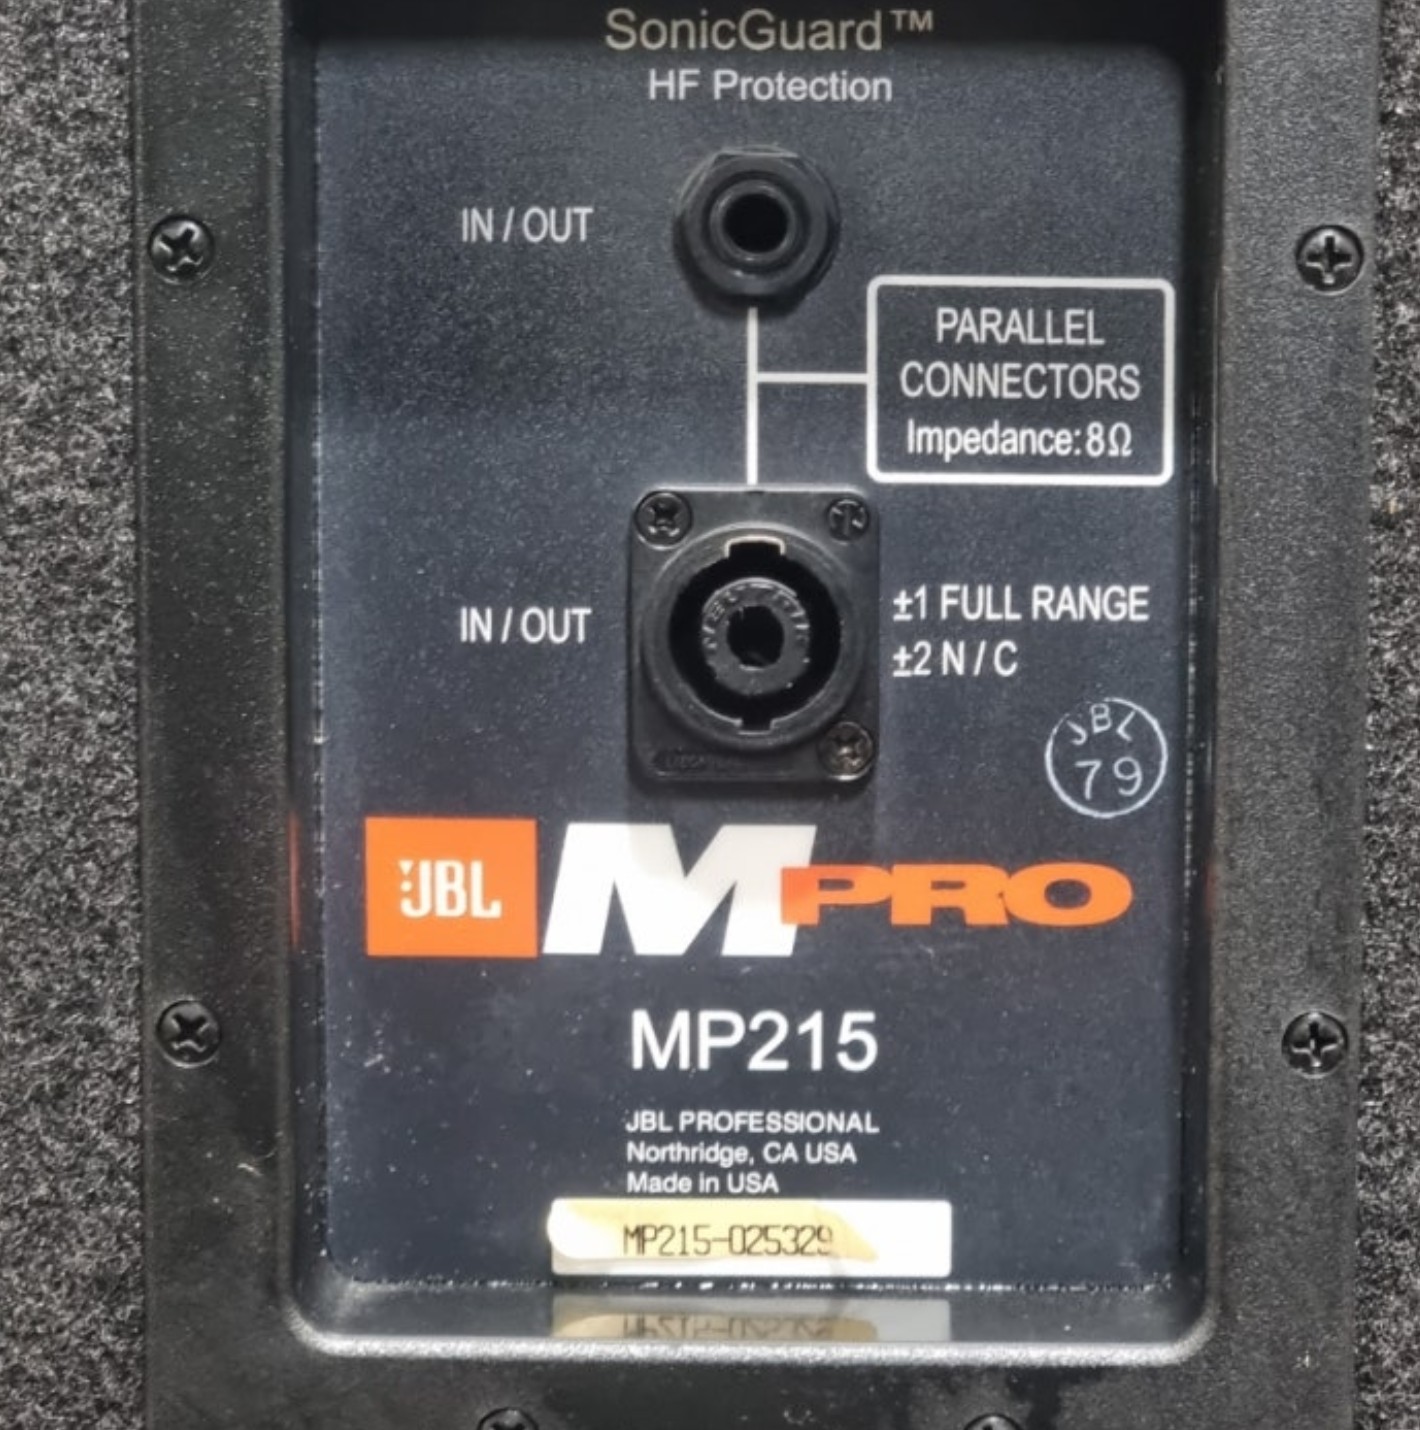 SonicGuard™
HF Protection
IN / OUT
PARALLEL
CONNECTORS
Impedance: 8Ω
IN / OUT
±1 FULL RANGE
±2 N / C
JBL
79
JBL MPRO
MP215
JBL PROFESSIONAL
Northridge, CA USA
Made in USA
MP215-025329